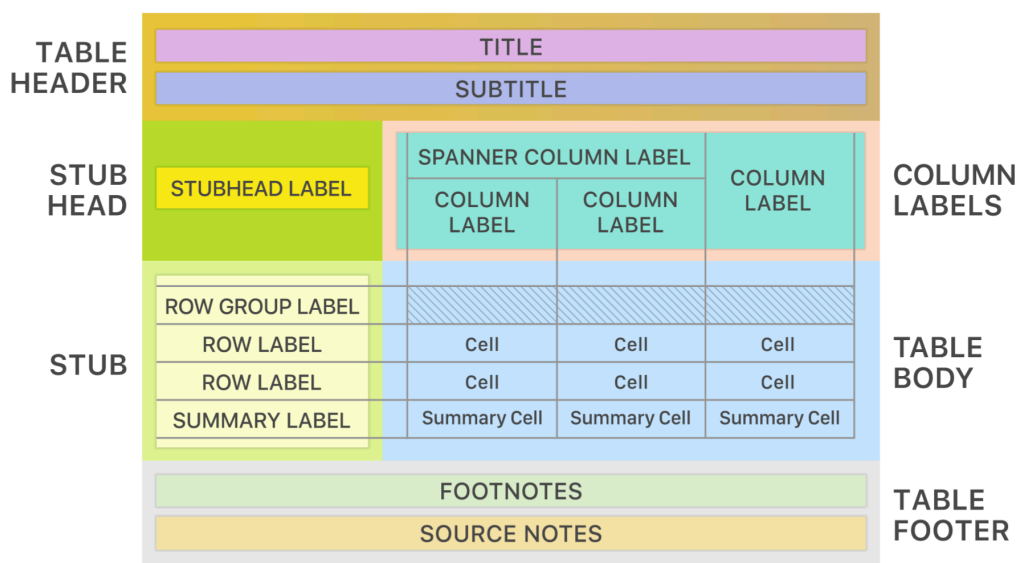 TABLE
HEADER
TITLE
SUBTITLE
STUB
HEAD
STUBHEAD LABEL
SPANNER COLUMN LABEL
COLUMN
LABEL
COLUMN
LABEL
COLUMN
LABEL
COLUMN
LABELS
STUB
ROW GROUP LABEL
ROW LABEL
Cell
Cell
Cell
ROW LABEL
Cell
Cell
Cell
SUMMARY LABEL
Summary Cell
Summary Cell
Summary Cell
TABLE
BODY
FOOTNOTES
SOURCE NOTES
TABLE
FOOTER